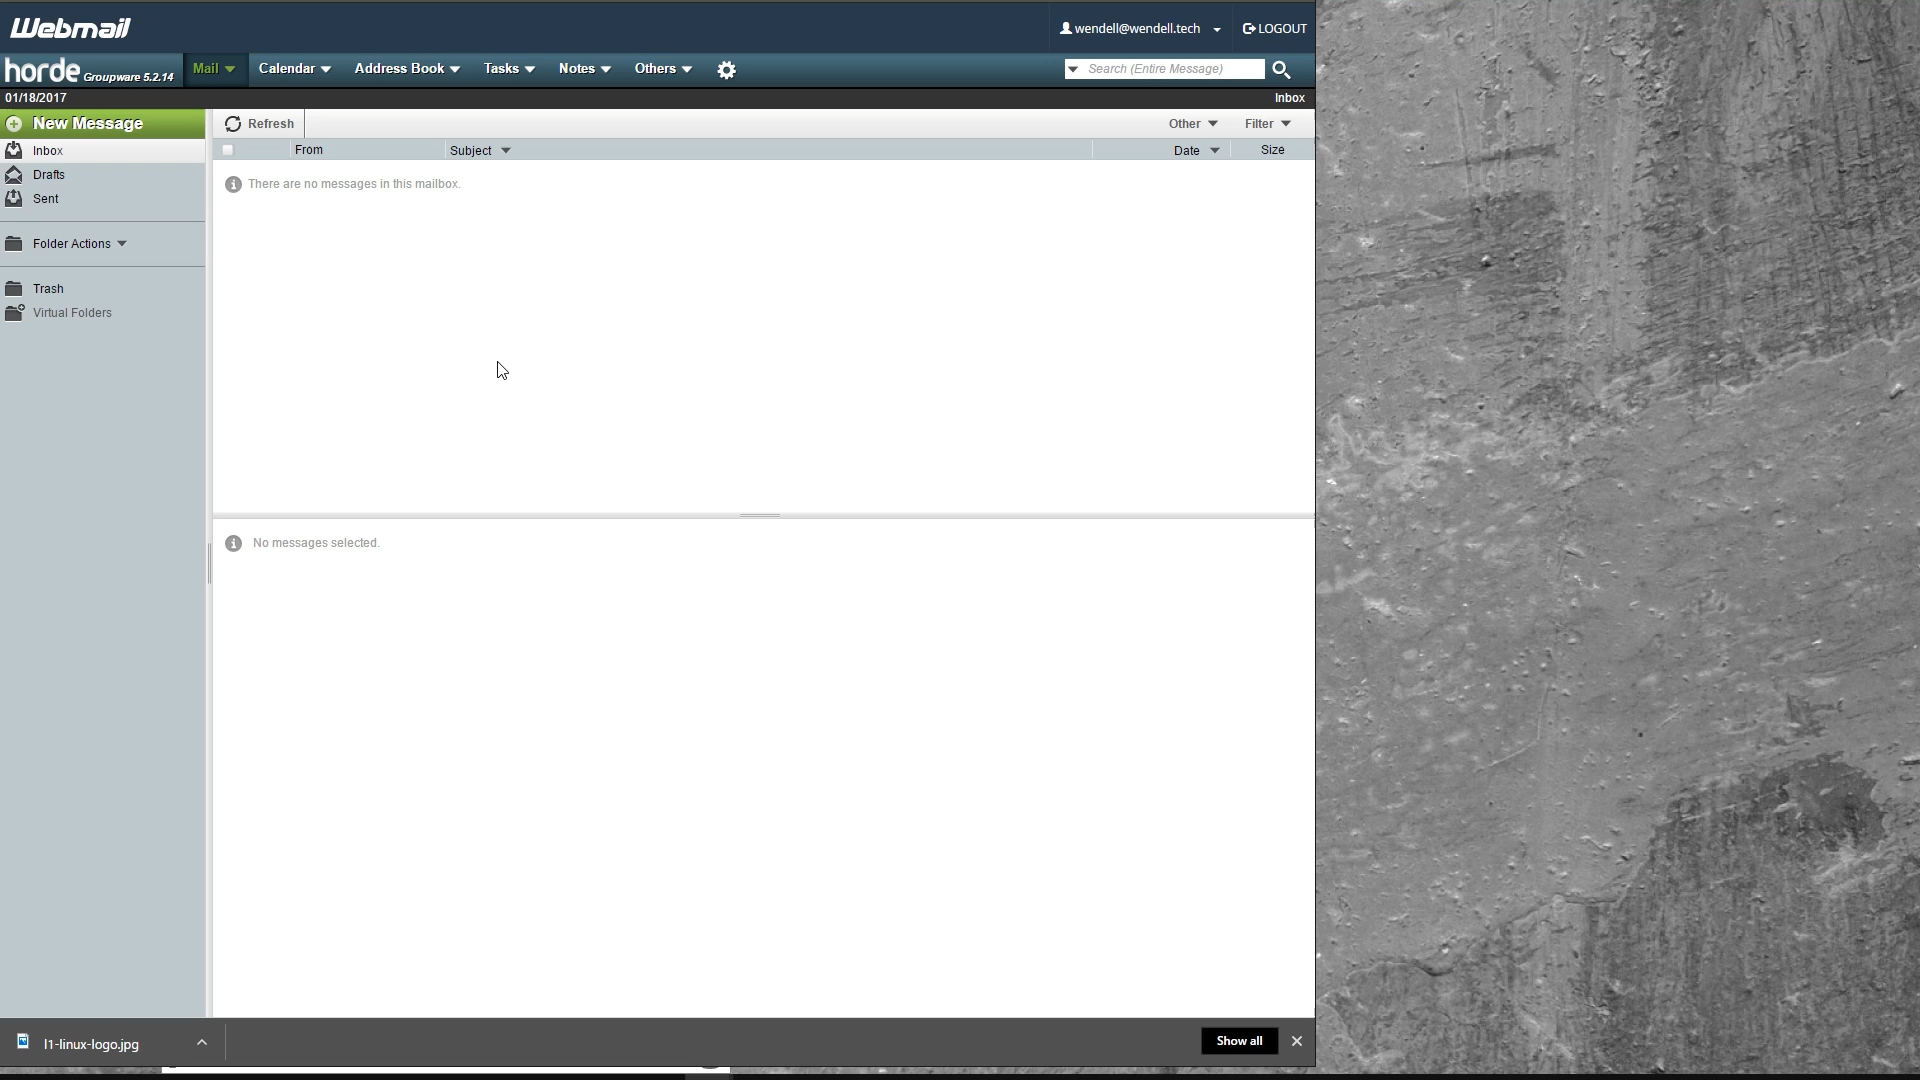 Webmail
wendell@wendell.tech
LOGOUT
horde Groupware 5.2.14
Mail
Calendar
Address Book
Tasks
Notes
Others
Search (Entire Message)
01/18/2017
Inbox
New Message
Refresh
Other
Filter
Inbox
From
Subject
Date
Size
Drafts
There are no messages in this mailbox.
Sent
Folder Actions
Trash
Virtual Folders
No messages selected.
l1-linux-logo.jpg
Show all